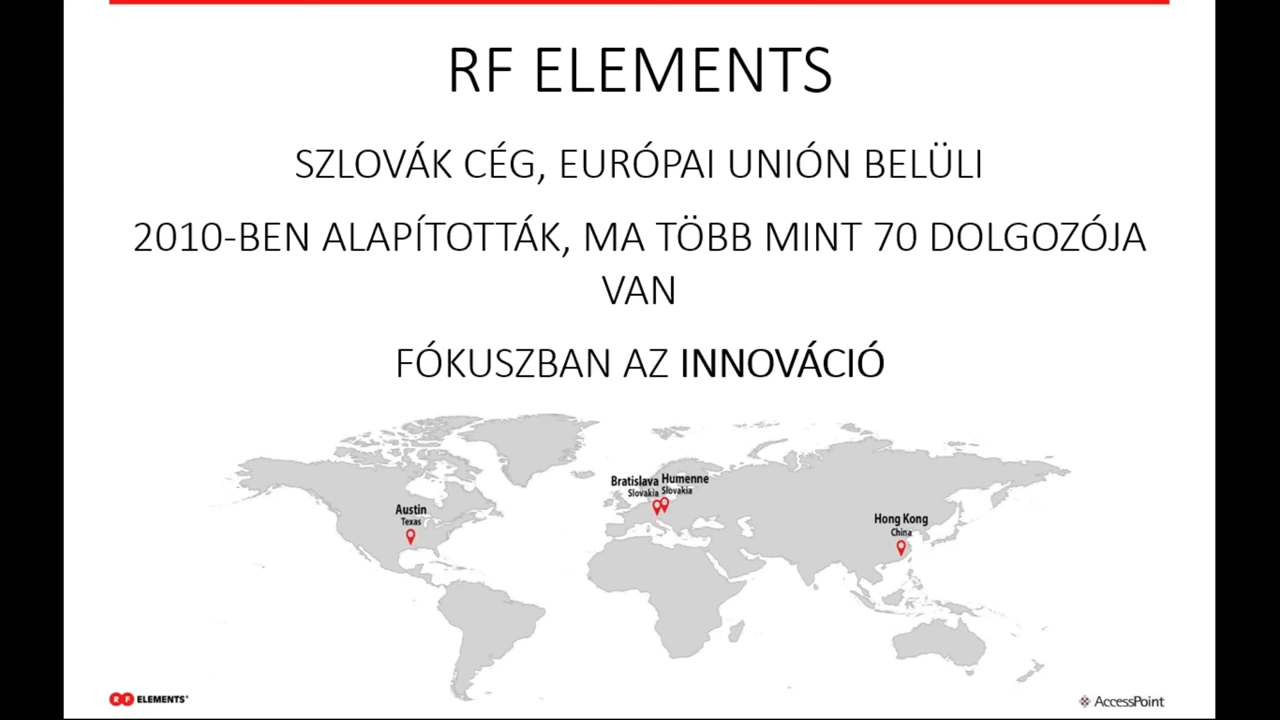 RF ELEMENTS
SZLOVÁK CÉG, EURÓPAI UNIÓN BELÜLI
2010-BEN ALAPÍTOTTÁK, MA TÖBB MINT 70 DOLGOZÓJA
VAN
FÓKUSZBAN AZ INNOVÁCIÓ
Bratislava Humenne
Slovakia Slovakia
Austin
Texas
Hong Kong
China
RF ELEMENTS®
AccessPoint